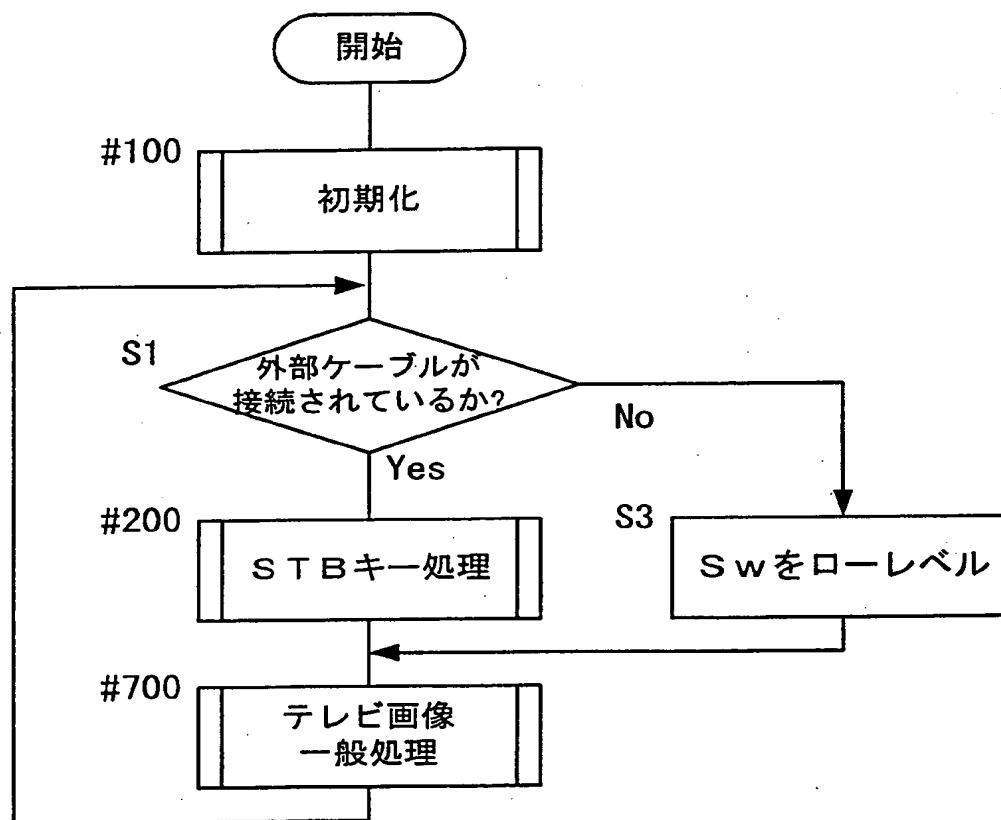 開始
#100
初期化
S1
外部ケーブルが
接続されているか?
No
Yes
#200
STBキー処理
S3
Swをローレベル
#700
テレビ画像
一般処理